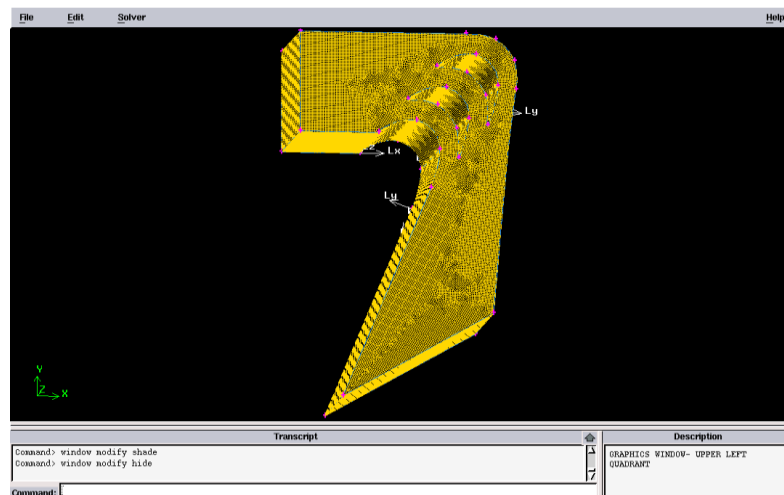 File Edit Solver Help
Ly
Lx
Ly
Y
Z X
Transcript Description
Command> window modify shade
Command> window modify hide
GRAPHICS WINDOW- UPPER LEFT
QUADRANT
Command: